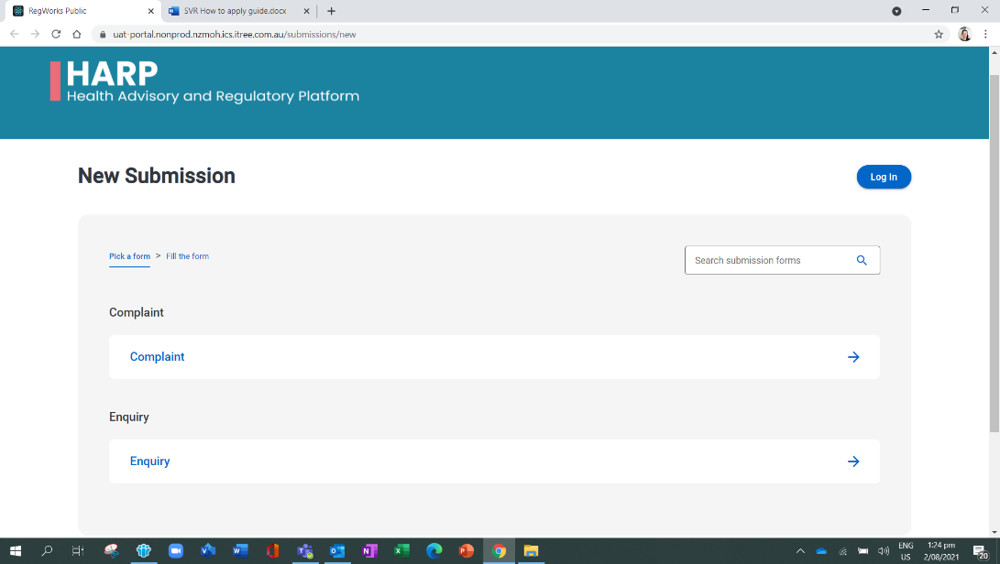 RegWorks Public
SVR How to apply guide.docx
uat-portal.nonprod.nzmoh.ics.itree.com.au/submissions/new
HARP
Health Advisory and Regulatory Platform
New Submission
Log In
Pick a form > Fill the form
Search submission forms
Complaint
Complaint
Enquiry
Enquiry
ENG
US
1:24 pm
2/08/2021
20